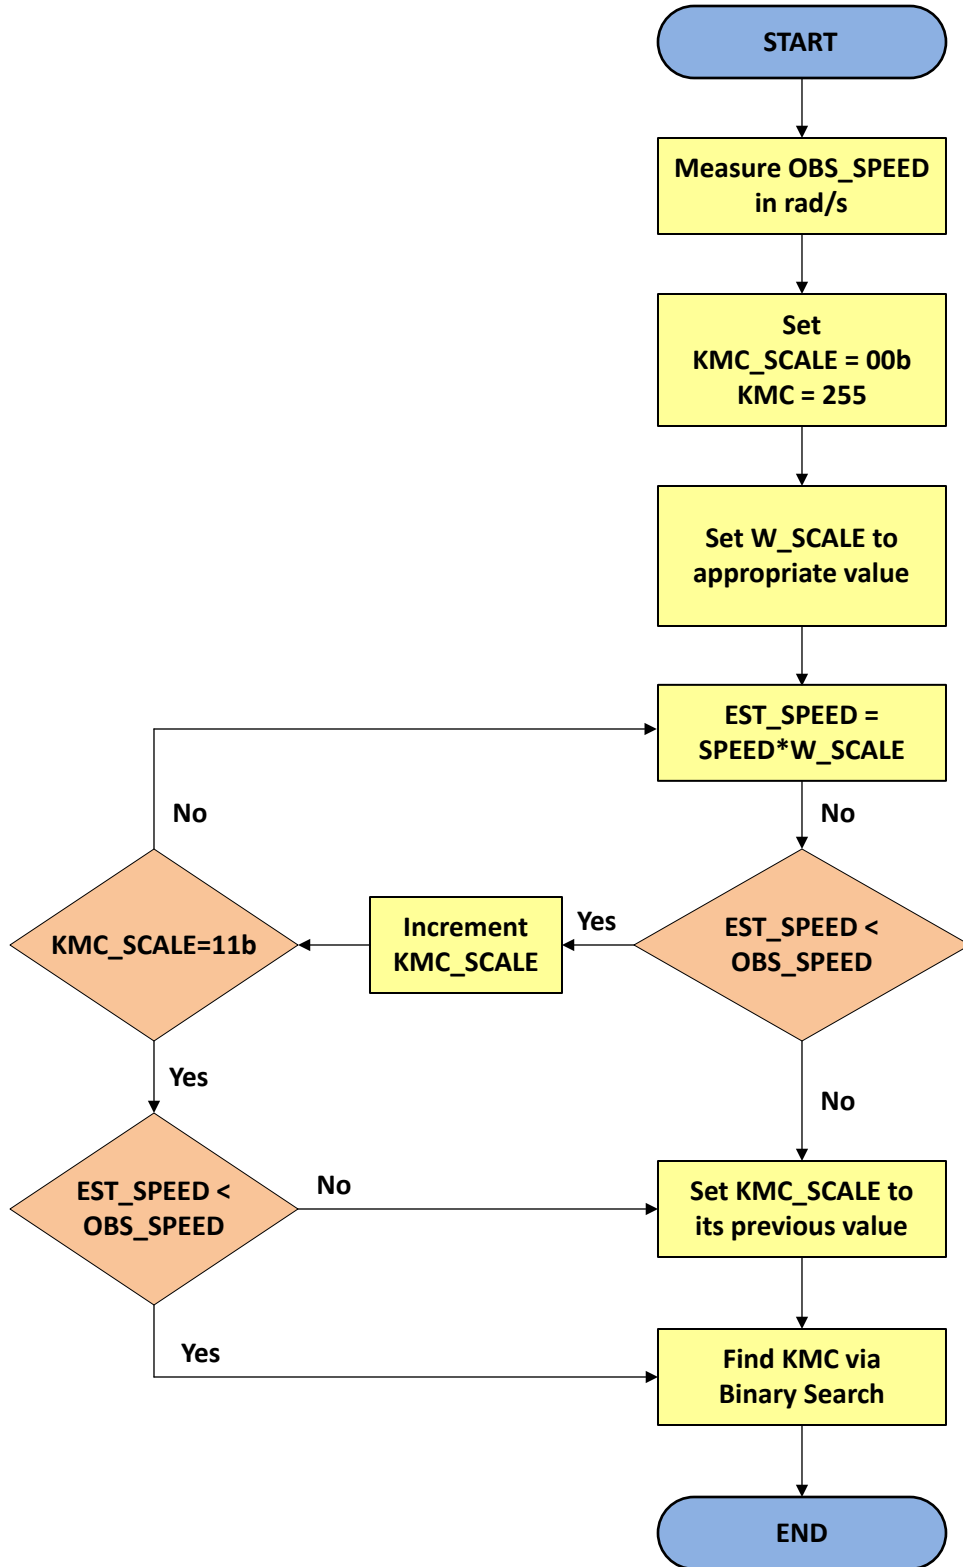 START
Measure OBS_SPEED
in rad/s
Set
KMC_SCALE = 00b
KMC = 255
Set W_SCALE to
appropriate value
EST_SPEED =
SPEED*W_SCALE
No
No
KMC_SCALE=11b
Increment
KMC_SCALE
Yes
EST_SPEED <
OBS_SPEED
Yes
No
EST_SPEED <
OBS_SPEED
No
Set KMC_SCALE to
its previous value
Yes
Find KMC via
Binary Search
END